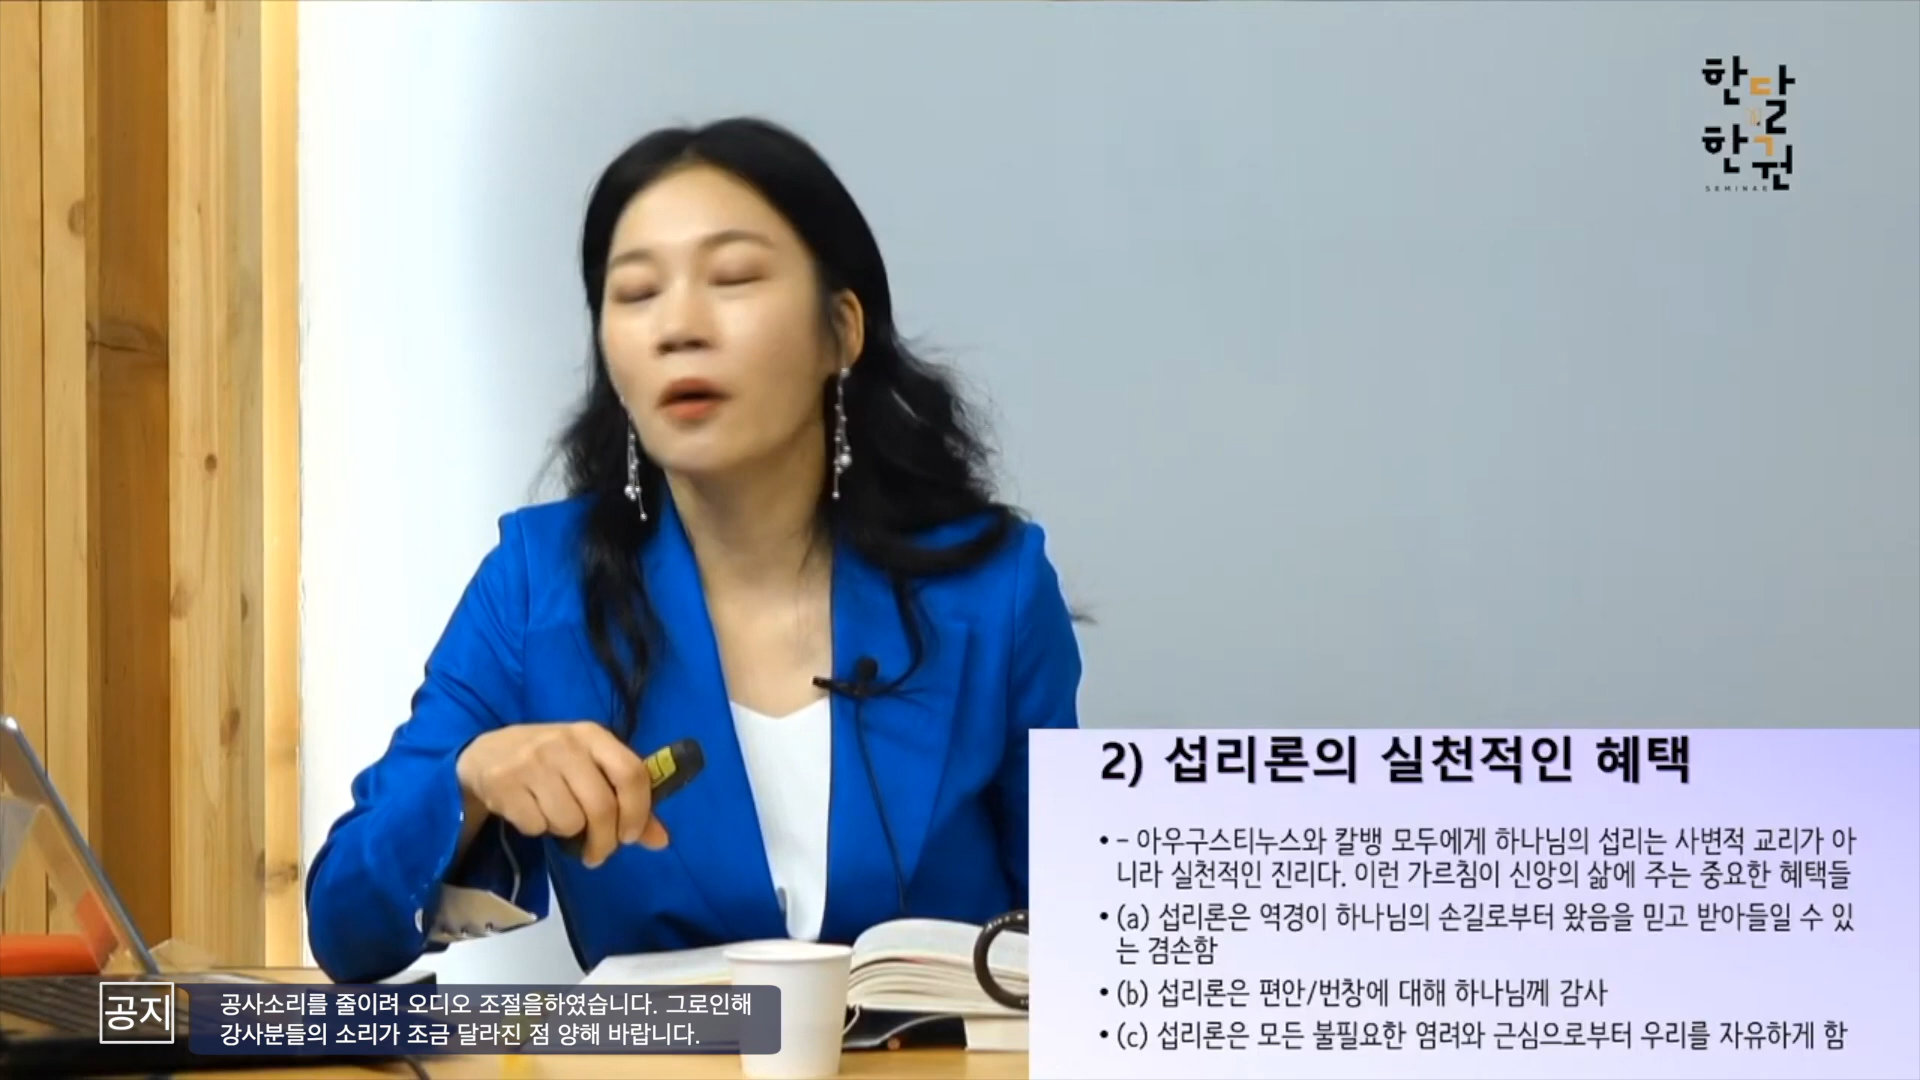 한달
한권
SEMINAR
2) 섭리론의 실천적인 혜택
• – 아우구스티누스와 칼뱅 모두에게 하나님의 섭리는 사변적 교리가 아
니라 실천적인 진리다. 이런 가르침이 신앙의 삶에 주는 중요한 혜택들
• (a) 섭리론은 역경이 하나님의 손길로부터 왔음을 믿고 받아들일 수 있
는 겸손함
• (b) 섭리론은 편안/번창에 대해 하나님께 감사
• (c) 섭리론은 모든 불필요한 염려와 근심으로부터 우리를 자유하게 함
공지
공사소리를 줄이려 오디오 조절을하였습니다. 그로인해
강사분들의 소리가 조금 달라진 점 양해 바랍니다.